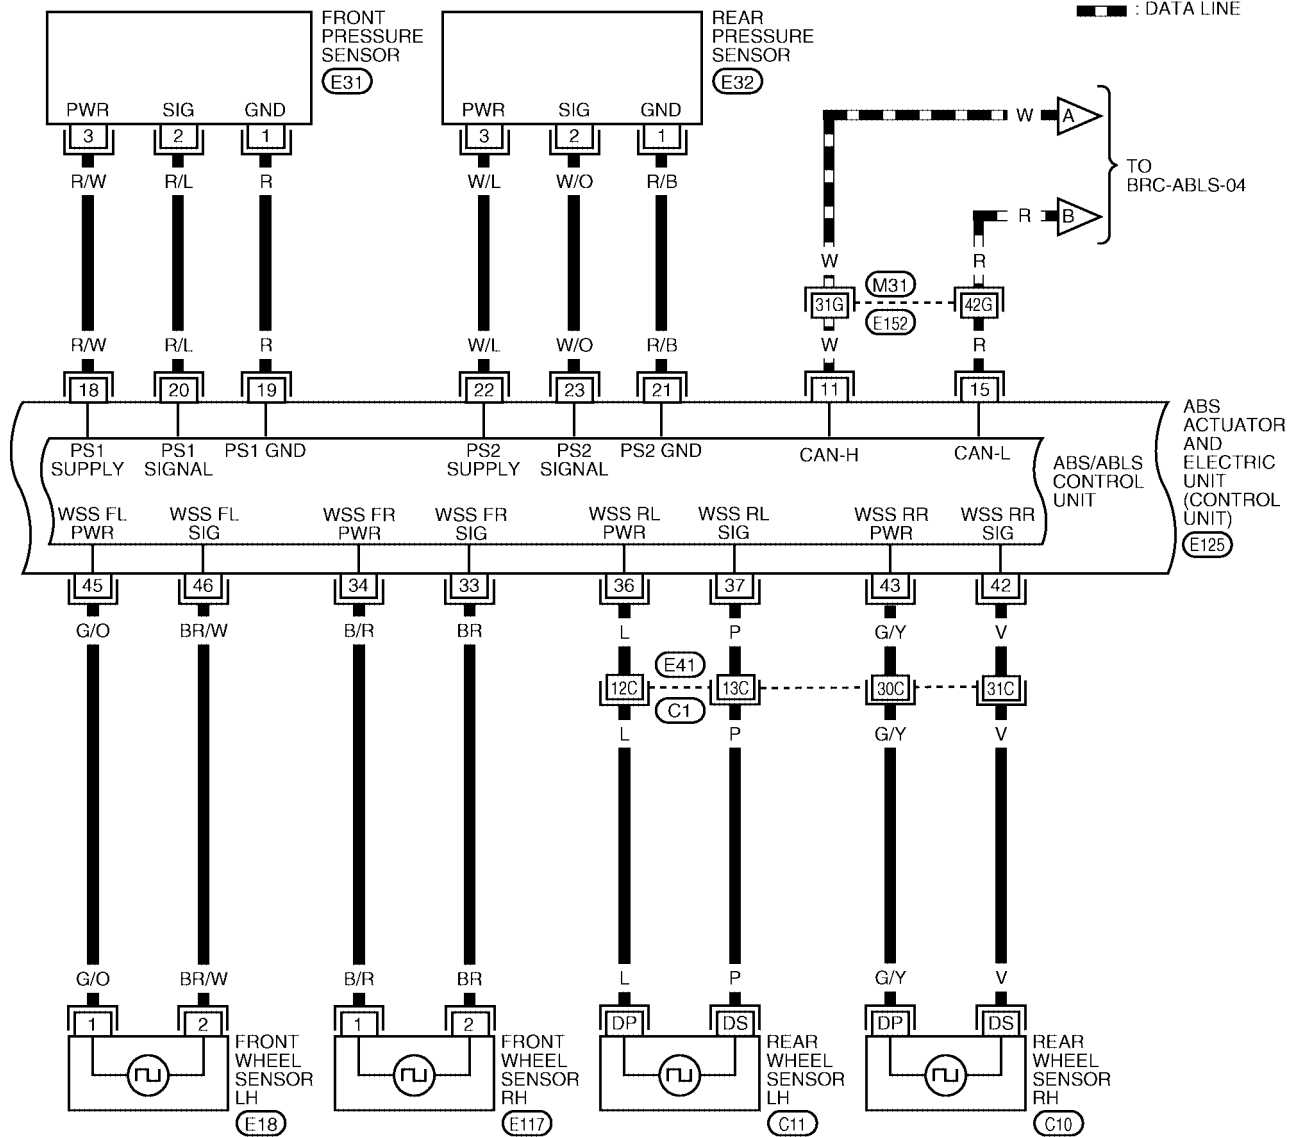 : DATA LINE
FRONT
PRESSURE
SENSOR
E31
PWR SIG GND
3 2 1
REAR
PRESSURE
SENSOR
E32
PWR SIG GND
3 2 1
W A
R B
TO
BRC-ABLS-04
R/W R/L R W/L W/O R/B
W R
31G M31 42G
E152
R/W R/L R W/L W/O R/B W R
18 20 19 22 23 21 11 15
PS1
SUPPLY
PS1
SIGNAL
PS1 GND
PS2
SUPPLY
PS2
SIGNAL
PS2 GND
CAN-H
CAN-L
ABS/ABLS
CONTROL
UNIT
ABS
ACTUATOR
AND
ELECTRIC
UNIT
(CONTROL
UNIT)
E125
WSS FL
PWR
WSS FL
SIG
WSS FR
PWR
WSS FR
SIG
WSS RL
PWR
WSS RL
SIG
WSS RR
PWR
WSS RR
SIG
45 46 34 33 36 37 43 42
G/O BR/W B/R BR L P G/Y V
E41
12C 13C 30C 31C
C1
L P G/Y V
G/O BR/W B/R BR L P G/Y V
1 2 1 2 DP DS DP DS
FRONT
WHEEL
SENSOR
LH
E18
FRONT
WHEEL
SENSOR
RH
E117
REAR
WHEEL
SENSOR
LH
C11
REAR
WHEEL
SENSOR
RH
C10